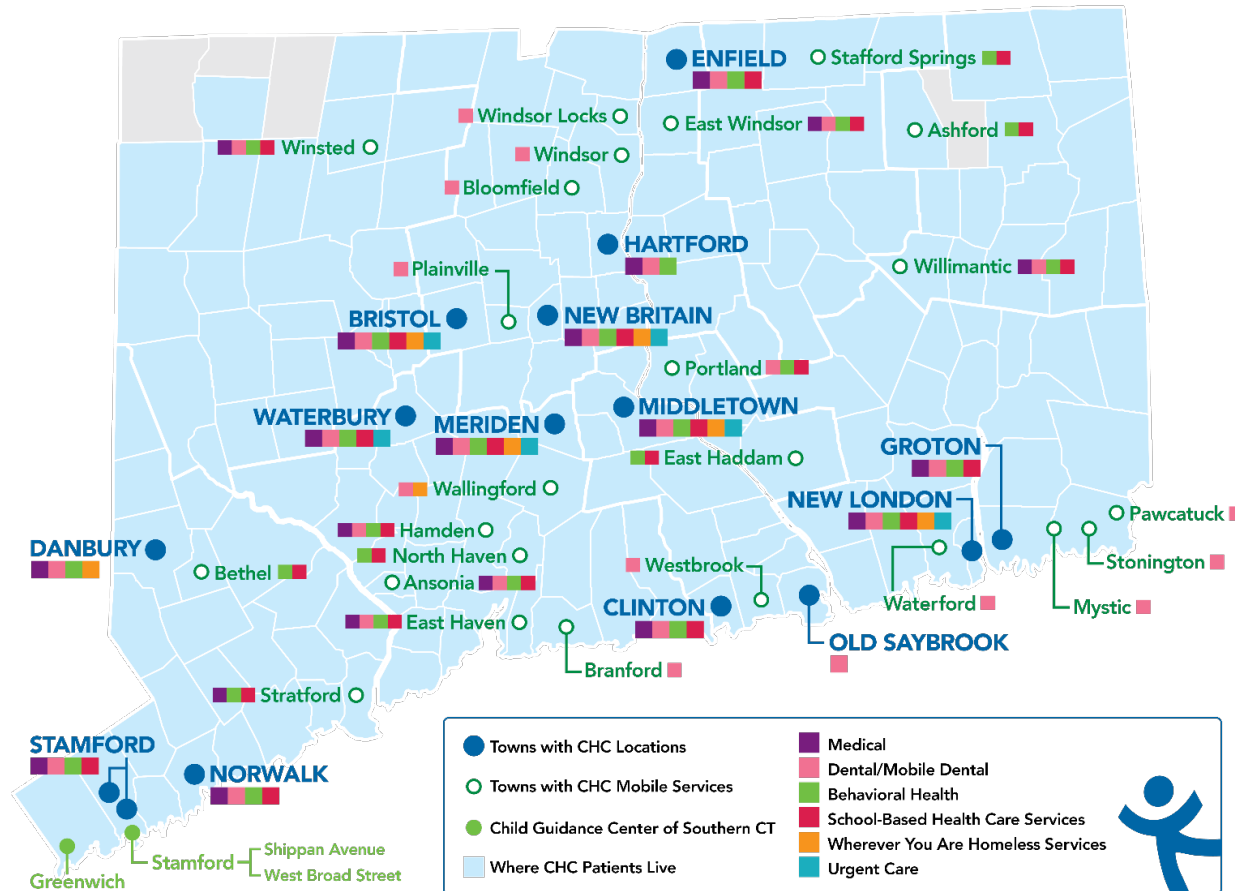 ENFIELD
Stafford Springs
Windsor Locks
East Windsor
Ashford
Winsted
Windsor
Bloomfield
HARTFORD
Plainville
Willimantic
BRISTOL
NEW BRITAIN
Portland
WATERBURY
MERIDEN
MIDDLETOWN
East Haddam
GROTON
Wallingford
NEW LONDON
Pawcatuck
Hamden
DANBURY
North Haven
Bethel
Ansonia
Westbrook
Stonington
CLINTON
Waterford
Mystic
East Haven
OLD SAYBROOK
Branford
Stratford
STAMFORD
NORWALK
Stamford
Shippan Avenue
West Broad Street
Greenwich
Towns with CHC Locations
Towns with CHC Mobile Services
Child Guidance Center of Southern CT
Where CHC Patients Live
Medical
Dental/Mobile Dental
Behavioral Health
School-Based Health Care Services
Wherever You Are Homeless Services
Urgent Care